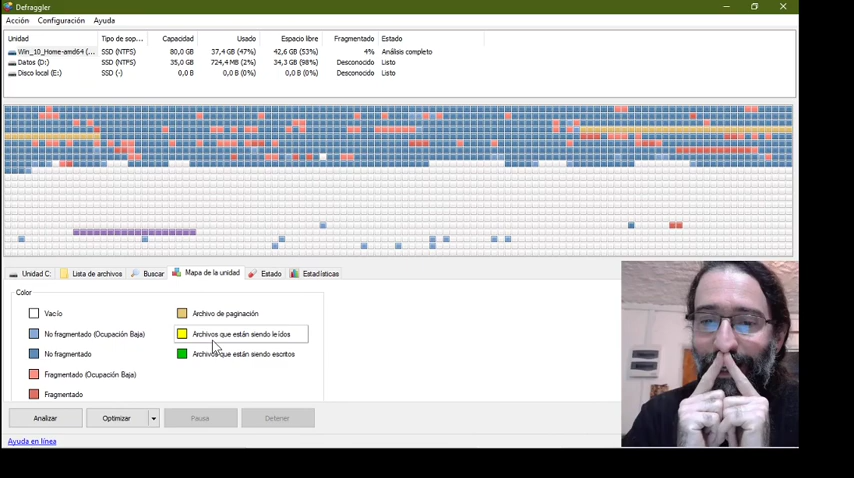 Defraggler
Acción Configuración Ayuda
Unidad Tipo de sop... Capacidad Usado Espacio libre Fragmentado Estado
Win_10_Home-amd64 (... SSD (NTFS) 80,0 GB 37,4 GB (47%) 42,6 GB (53%) 4% Análisis completo
Datos (D:) SSD (NTFS) 35,0 GB 724,4 MB (2%) 34,3 GB (98%) Desconocido Listo
Disco local (E:) SSD (-) 0,0 B 0,0 B (0%) 0,0 B (0%) Desconocido Listo
Unidad C: Lista de archivos Buscar Mapa de la unidad Estado Estadísticas
Color
Vacío Archivo de paginación
No fragmentado (Ocupación Baja) Archivos que están siendo leídos
No fragmentado Archivos que están siendo escritos
Fragmentado (Ocupación Baja)
Fragmentado
Analizar Optimizar Pausa Detener
Ayuda en línea